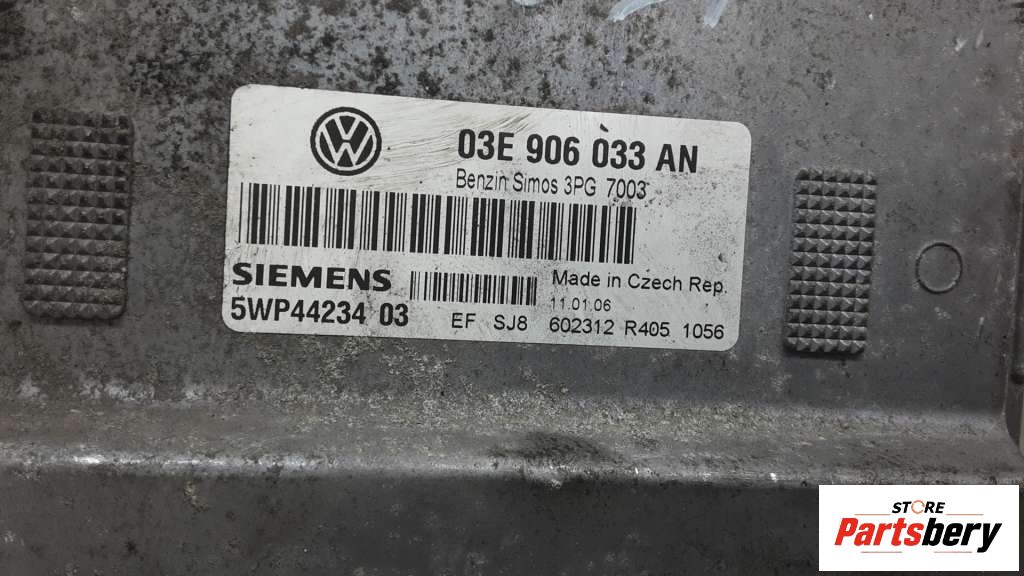 03E 906 033 AN
Benzin Simos 3PG 7003
SIEMENS
Made in Czech Rep.
11.01.06
5WP44234 03
EF SJ8 602312 R405 1056
STORE
Partsbery